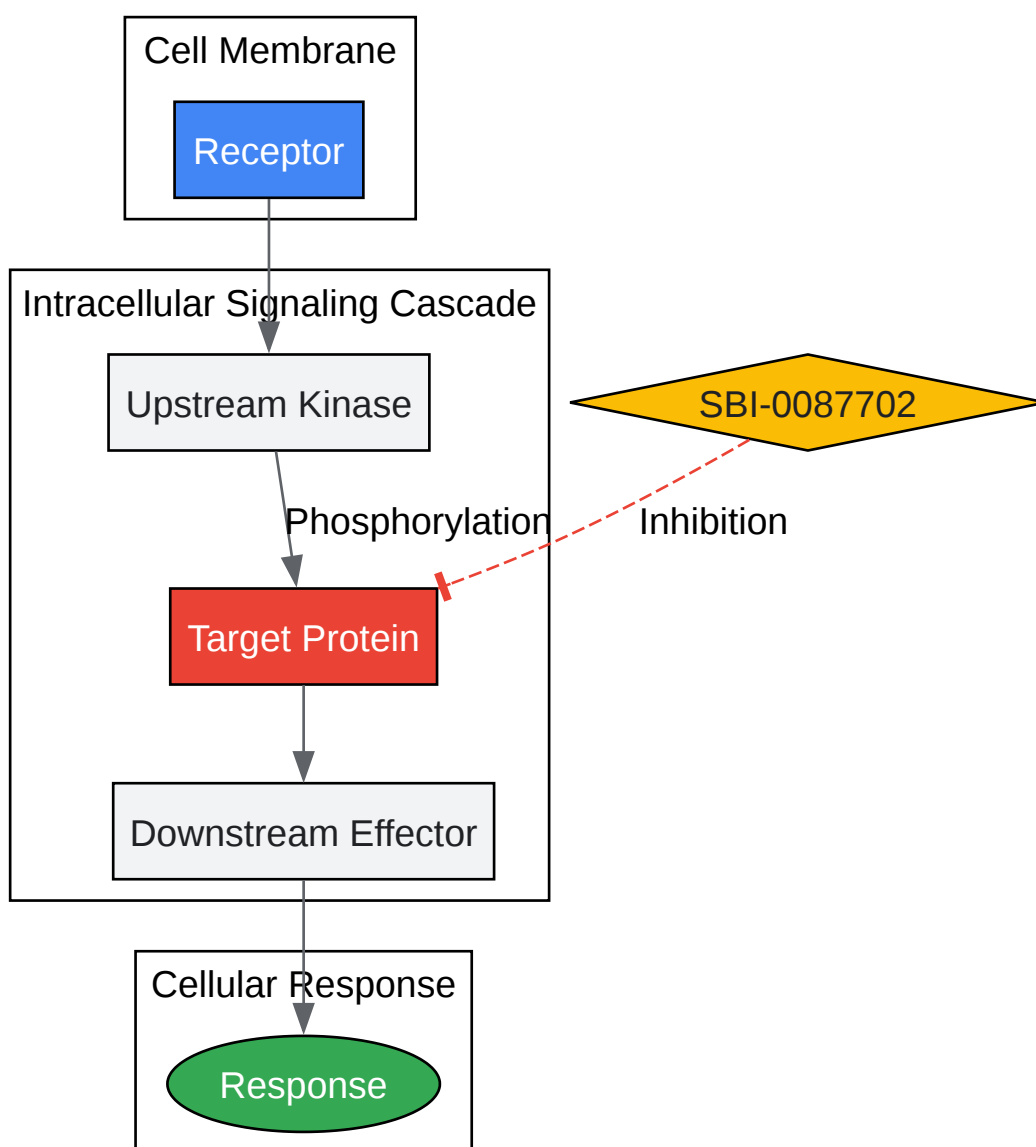 Cell Membrane
Receptor
Intracellular Signaling Cascade
Upstream Kinase
SBI-0087702
Phosphorylation
Inhibition
Target Protein
Downstream Effector
Cellular Response
Response